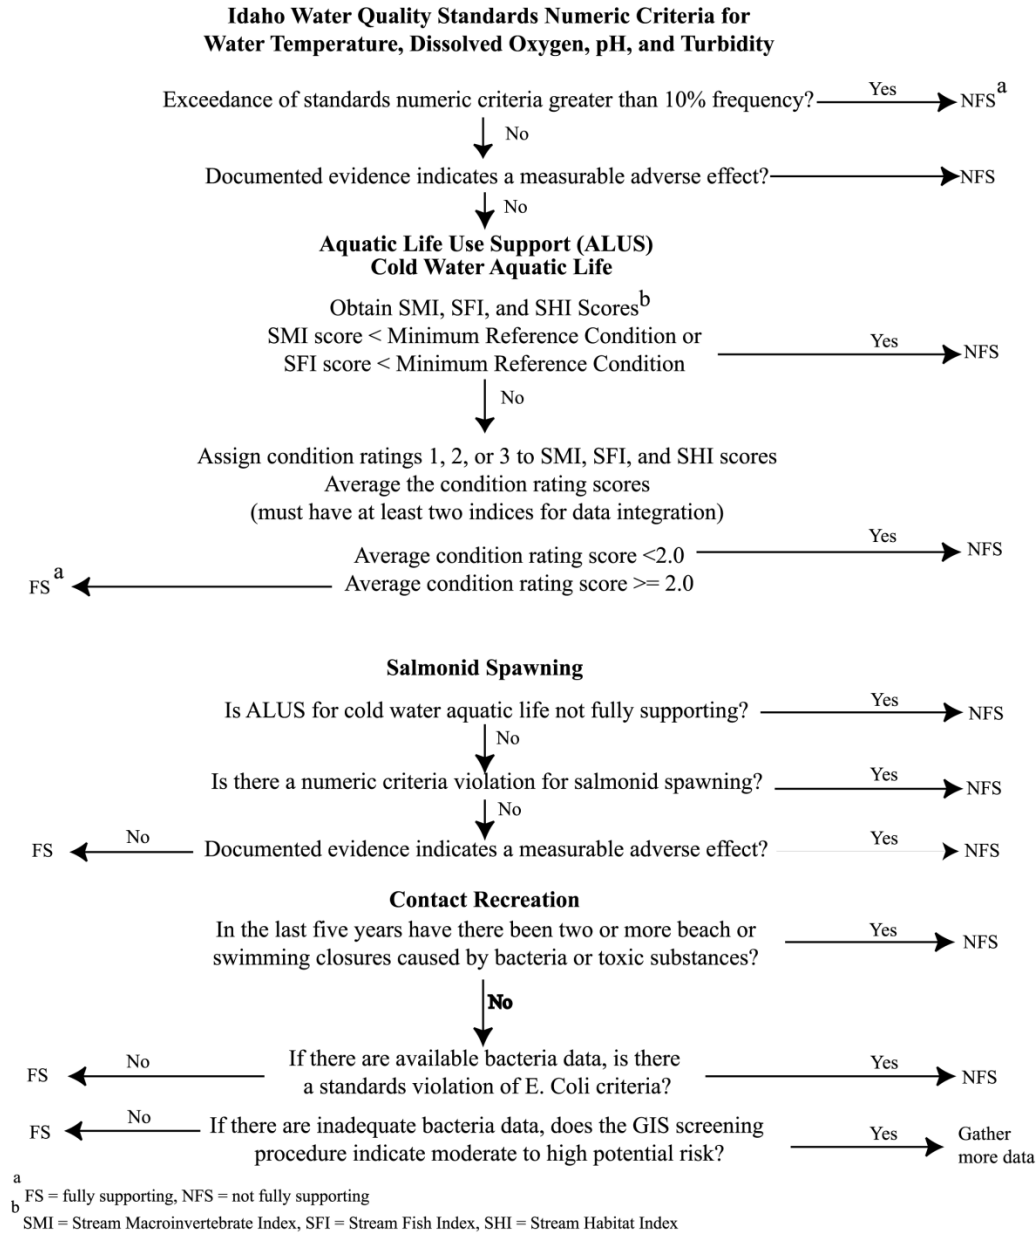 Idaho Water Quality Standards Numeric Criteria for
Water Temperature, Dissolved Oxygen, pH, and Turbidity
Exceedance of standards numeric criteria greater than 10% frequency? Yes NFS a
No
Documented evidence indicates a measurable adverse effect? NFS
No
Aquatic Life Use Support (ALUS)
Cold Water Aquatic Life
Obtain SMI, SFI, and SHI Scores b
SMI score < Minimum Reference Condition or
SFI score < Minimum Reference Condition
Yes NFS
No
Assign condition ratings 1, 2, or 3 to SMI, SFI, and SHI scores
Average the condition rating scores
(must have at least two indices for data integration)
Average condition rating score <2.0 Yes NFS
FS a Average condition rating score >= 2.0
Salmonid Spawning
Is ALUS for cold water aquatic life not fully supporting? Yes NFS
No
Is there a numeric criteria violation for salmonid spawning? Yes NFS
No
FS No Documented evidence indicates a measurable adverse effect? Yes NFS
Contact Recreation
In the last five years have there been two or more beach or
swimming closures caused by bacteria or toxic substances?
Yes NFS
No
If there are available bacteria data, is there
a standards violation of E. Coli criteria?
FS No Yes NFS
If there are inadequate bacteria data, does the GIS screening
procedure indicate moderate to high potential risk?
FS No Yes Gather
more data
a FS = fully supporting, NFS = not fully supporting
b SMI = Stream Macroinvertebrate Index, SFI = Stream Fish Index, SHI = Stream Habitat Index